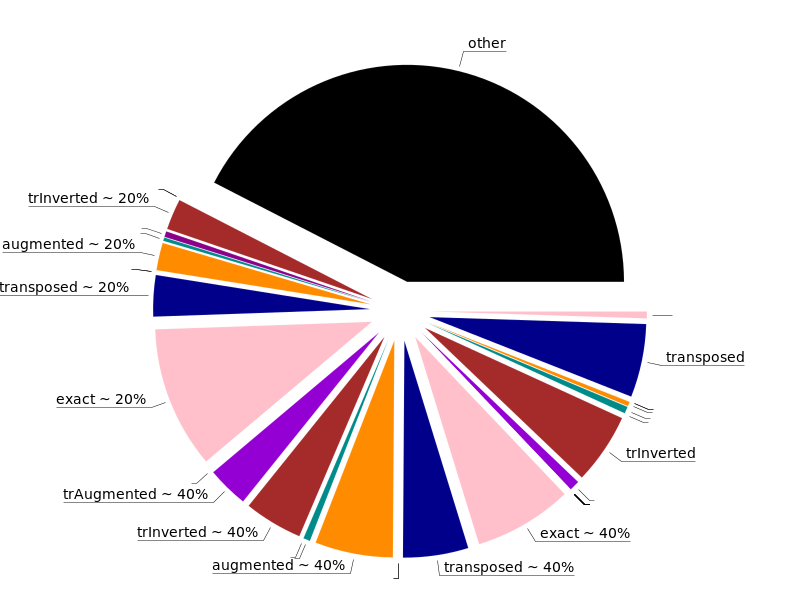 other
trInverted ~ 20%
augmented ~ 20%
transposed ~ 20%
transposed
exact ~ 20%
trInverted
trAugmented ~ 40%
trInverted ~ 40%
exact ~ 40%
augmented ~ 40%
transposed ~ 40%